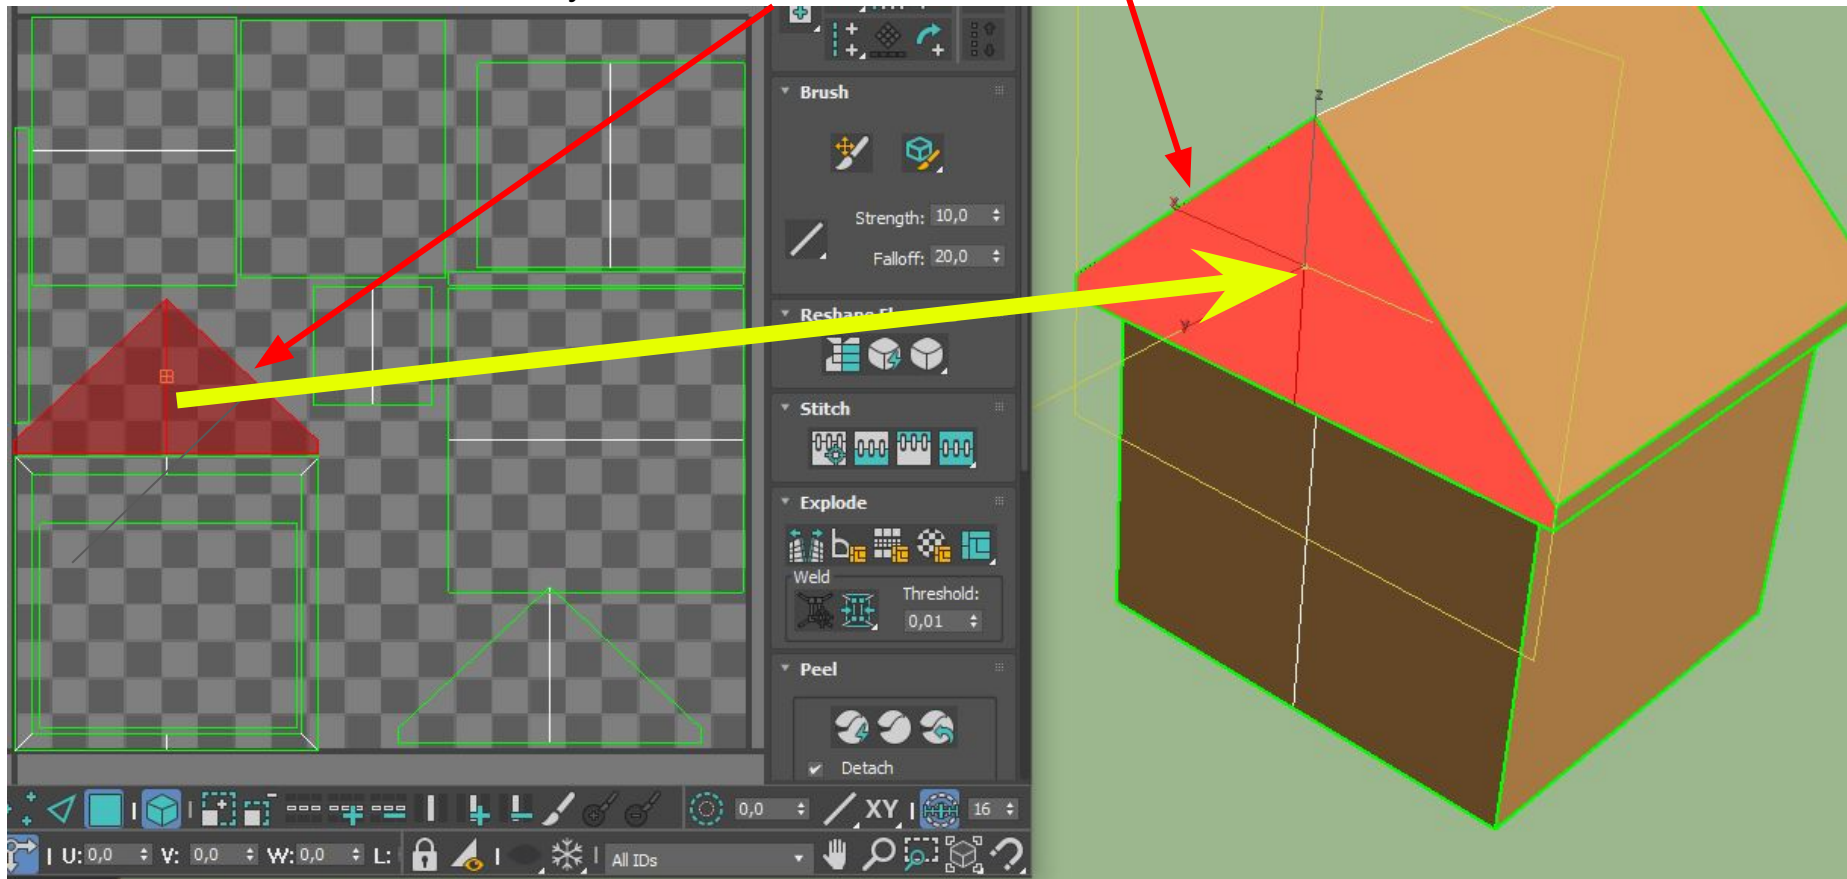 Brush
Strength: 10,0
Falloff: 20,0
Stitch
Explode
Weld
Threshold:
0,01
Peel
Detach
0,0
XY
16
U: 0,0 V: 0,0 W: 0,0 L:
All IDs
z
x
y